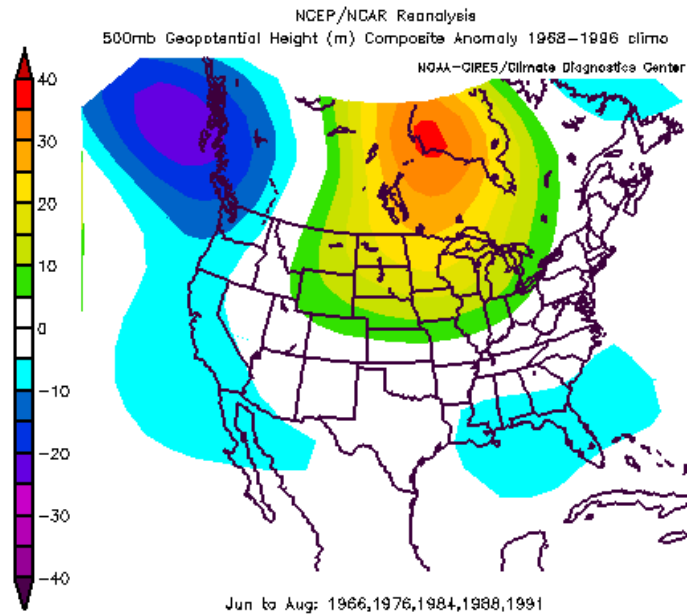 NCEP/NCAR Reanalysis
500mb Geopotential Height (m) Composite Anomaly 1968-1996 climo
NOAA-CIRES/Climate Diagnostics Center
40
30
20
10
0
-10
-20
-30
-40
Jun to Aug: 1966,1976,1984,1988,1991